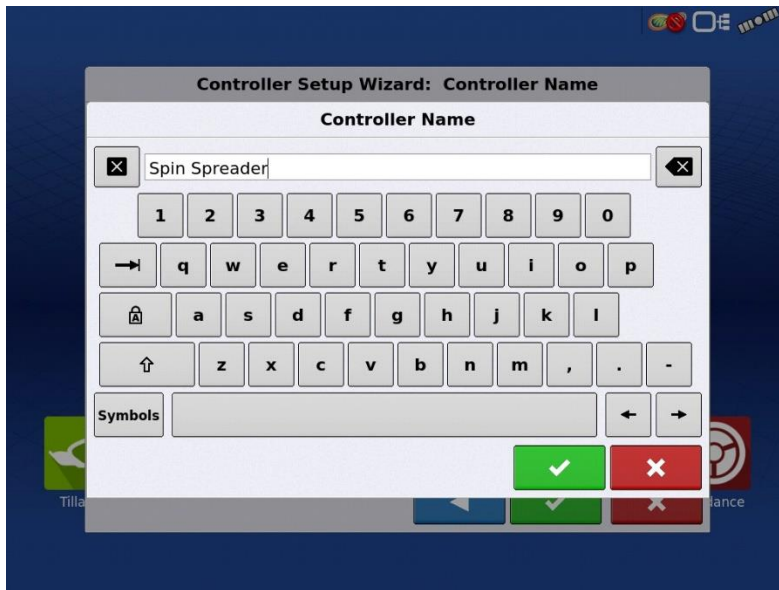 Controller Setup Wizard: Controller Name
Controller Name
Spin Spreader
1 2 3 4 5 6 7 8 9 0
q w e r t y u i o p
A
a s d f g h j k l
z x c v b n m , . -
Symbols
Tilla
dance